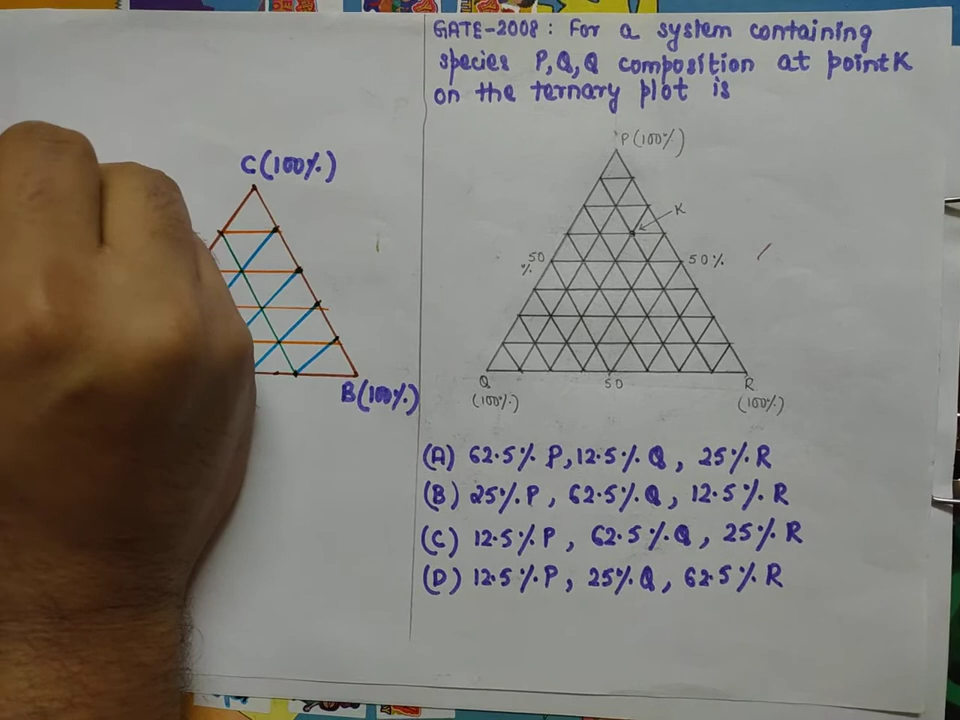 GATE-2008: For a system containing
species P,Q,Q composition at point K
on the ternary plot is
C(100%)
B(100%)
P(100%)
K
50
%
50%
Q
(100%)
50
R
(100%)
(A) 62.5% P, 12.5% Q, 25% R
(B) 25% P, 62.5% Q, 12.5% R
(C) 12.5% P, 62.5% Q, 25% R
(D) 12.5% P, 25% Q, 62.5% R